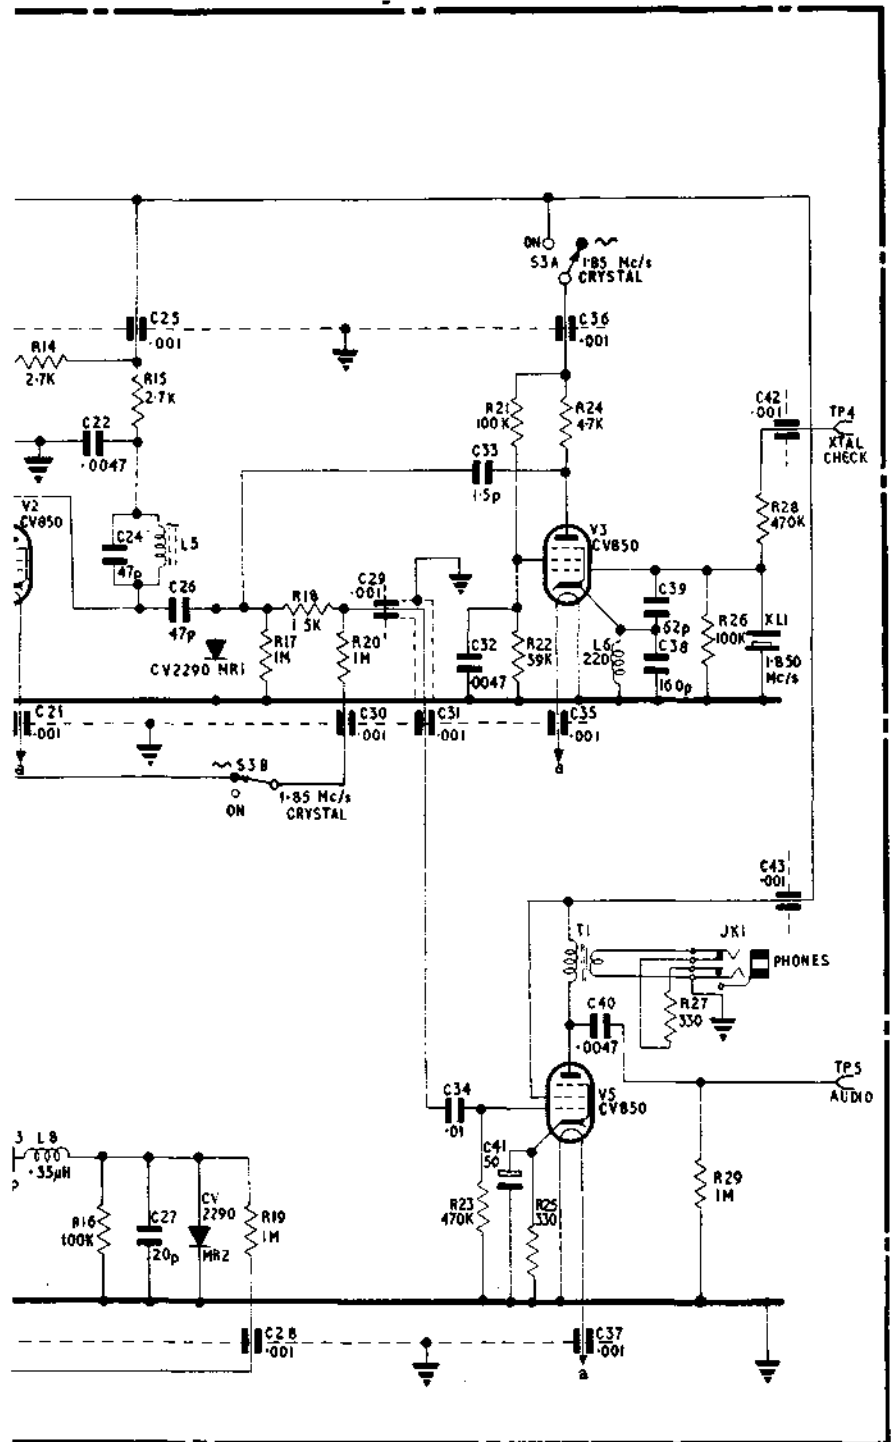 ON
S3A
1·85 Mc/s
CRYSTAL
C25
·001
C36
·001
R14
2·7K
R15
2·7K
C22
·0047
R21
100K
R24
47K
C42
·001
TP4
XTAL
CHECK
C33
1·5p
V2
CV850
C24
47p
L5
C26
47p
V3
CV850
R28
470K
R18
1·5K
C29
·001
C39
62p
R26
100K
XL1
1·850
Mc/s
R17
1M
R20
1M
CV2290 MR1
C32
·0047
R22
39K
L6
220
C38
160p
C21
·001
C30
·001
C31
·001
C35
·001
a
a
S3B
ON
1·85 Mc/s
CRYSTAL
C43
·001
T1
JK1
PHONES
R27
330
C40
·0047
TP5
AUDIO
V5
CV850
C34
·01
C41
50
R23
470K
R25
330
R29
1M
3 L8
·35µH
P
R16
100K
C27
20p
CV
2290
MR2
R19
1M
C28
·001
C37
·001
a